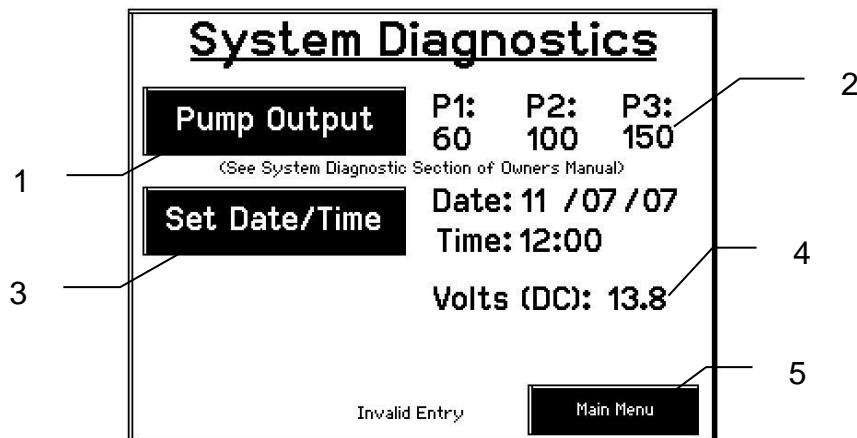 System Diagnostics
Pump Output
P1: P2: P3:
60 100 150
2
(See System Diagnostic Section of Owners Manual)
1
Set Date/Time
Date: 11 /07/07
Time: 12:00
4
3
Volts (DC): 13.8
5
Invalid Entry
Main Menu